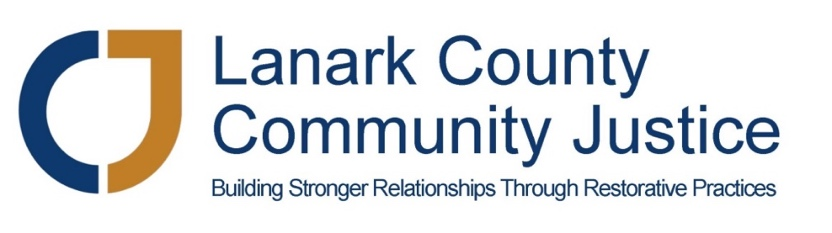 Lanark County
Community Justice
Building Stronger Relationships Through Restorative Practices